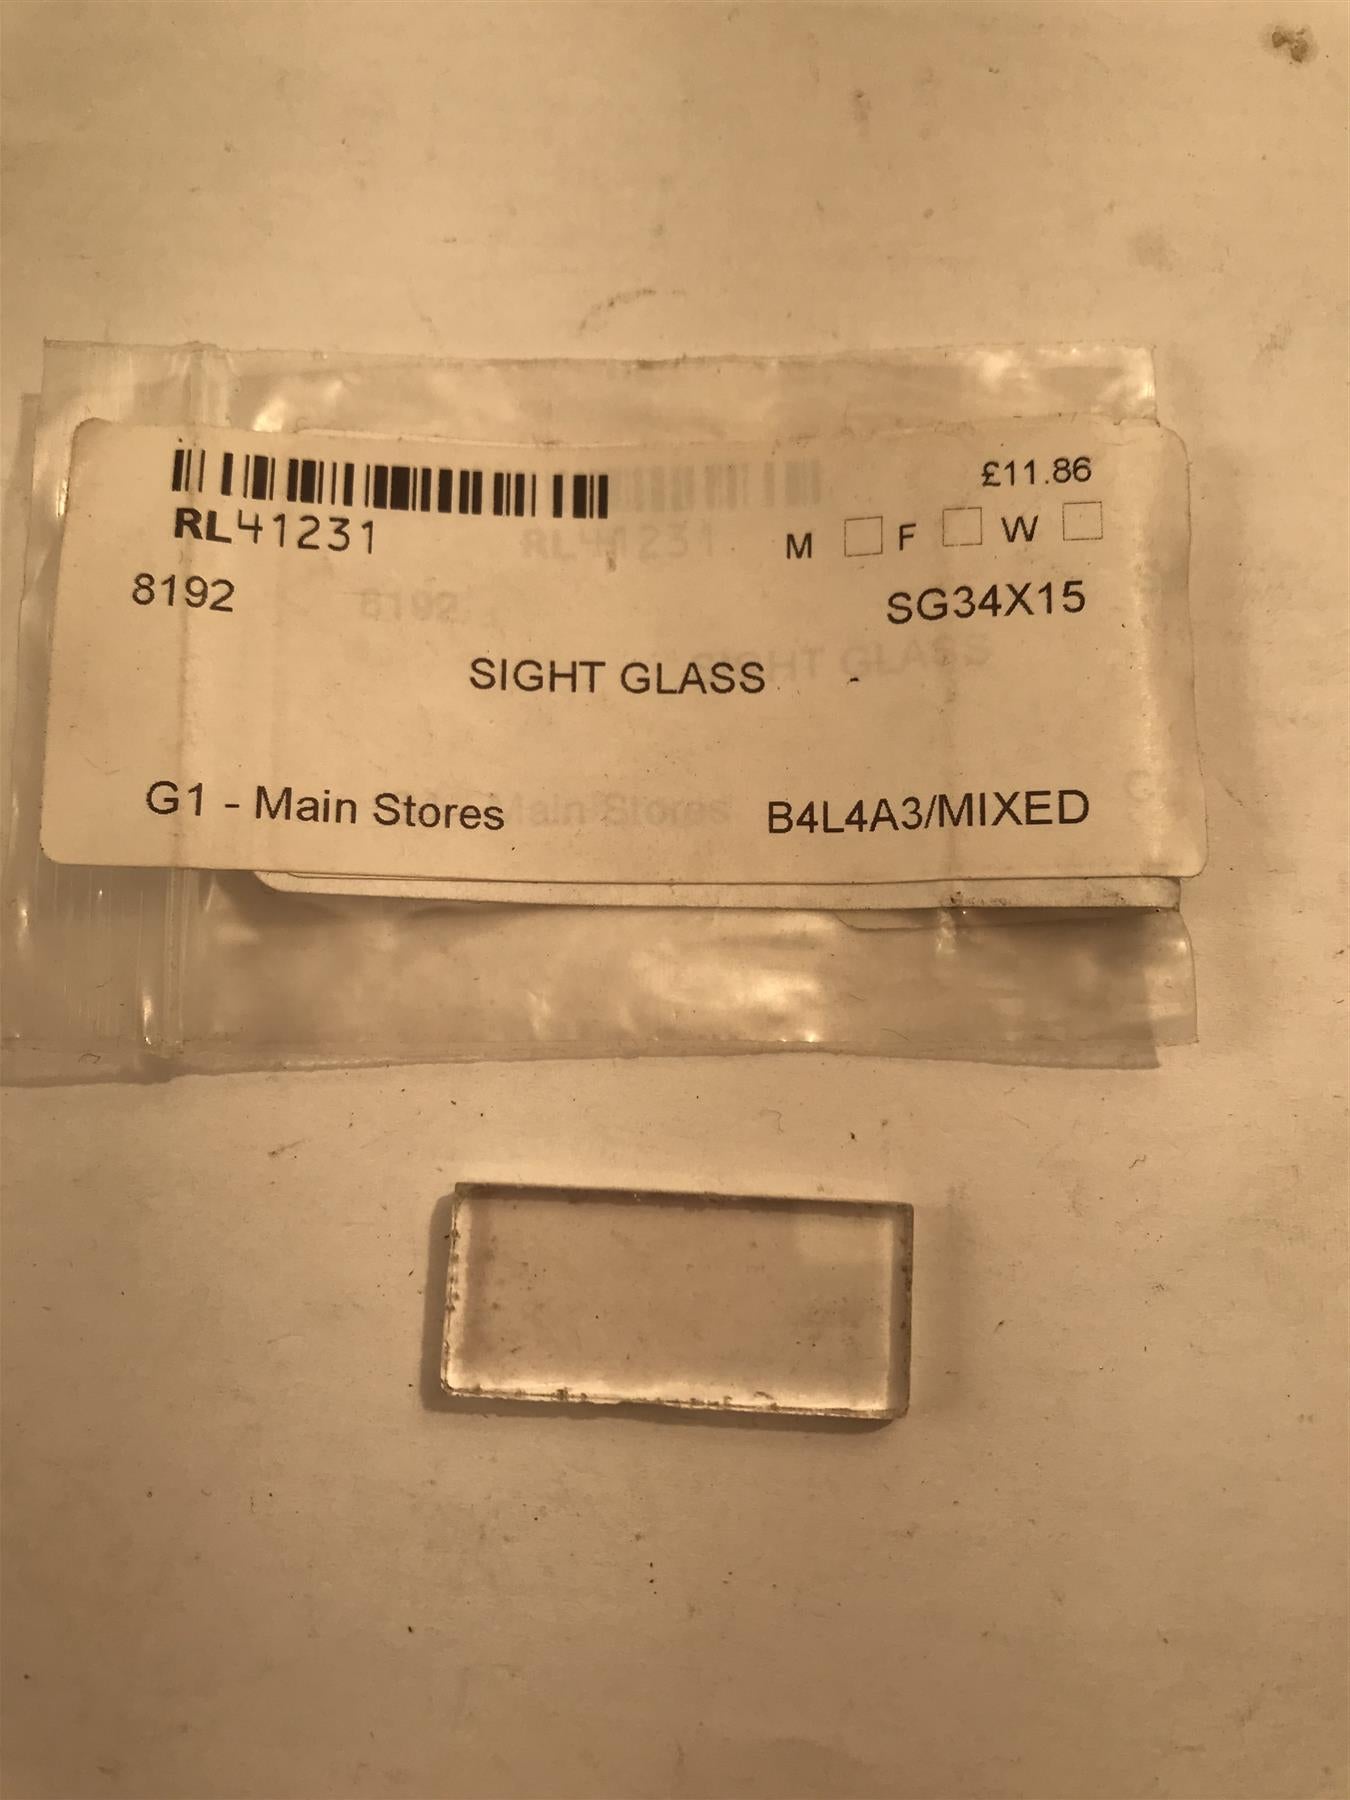 £11.86
RL41231
M F W
8192 SG34X15
SIGHT GLASS -
G1 - Main Stores B4L4A3/MIXED